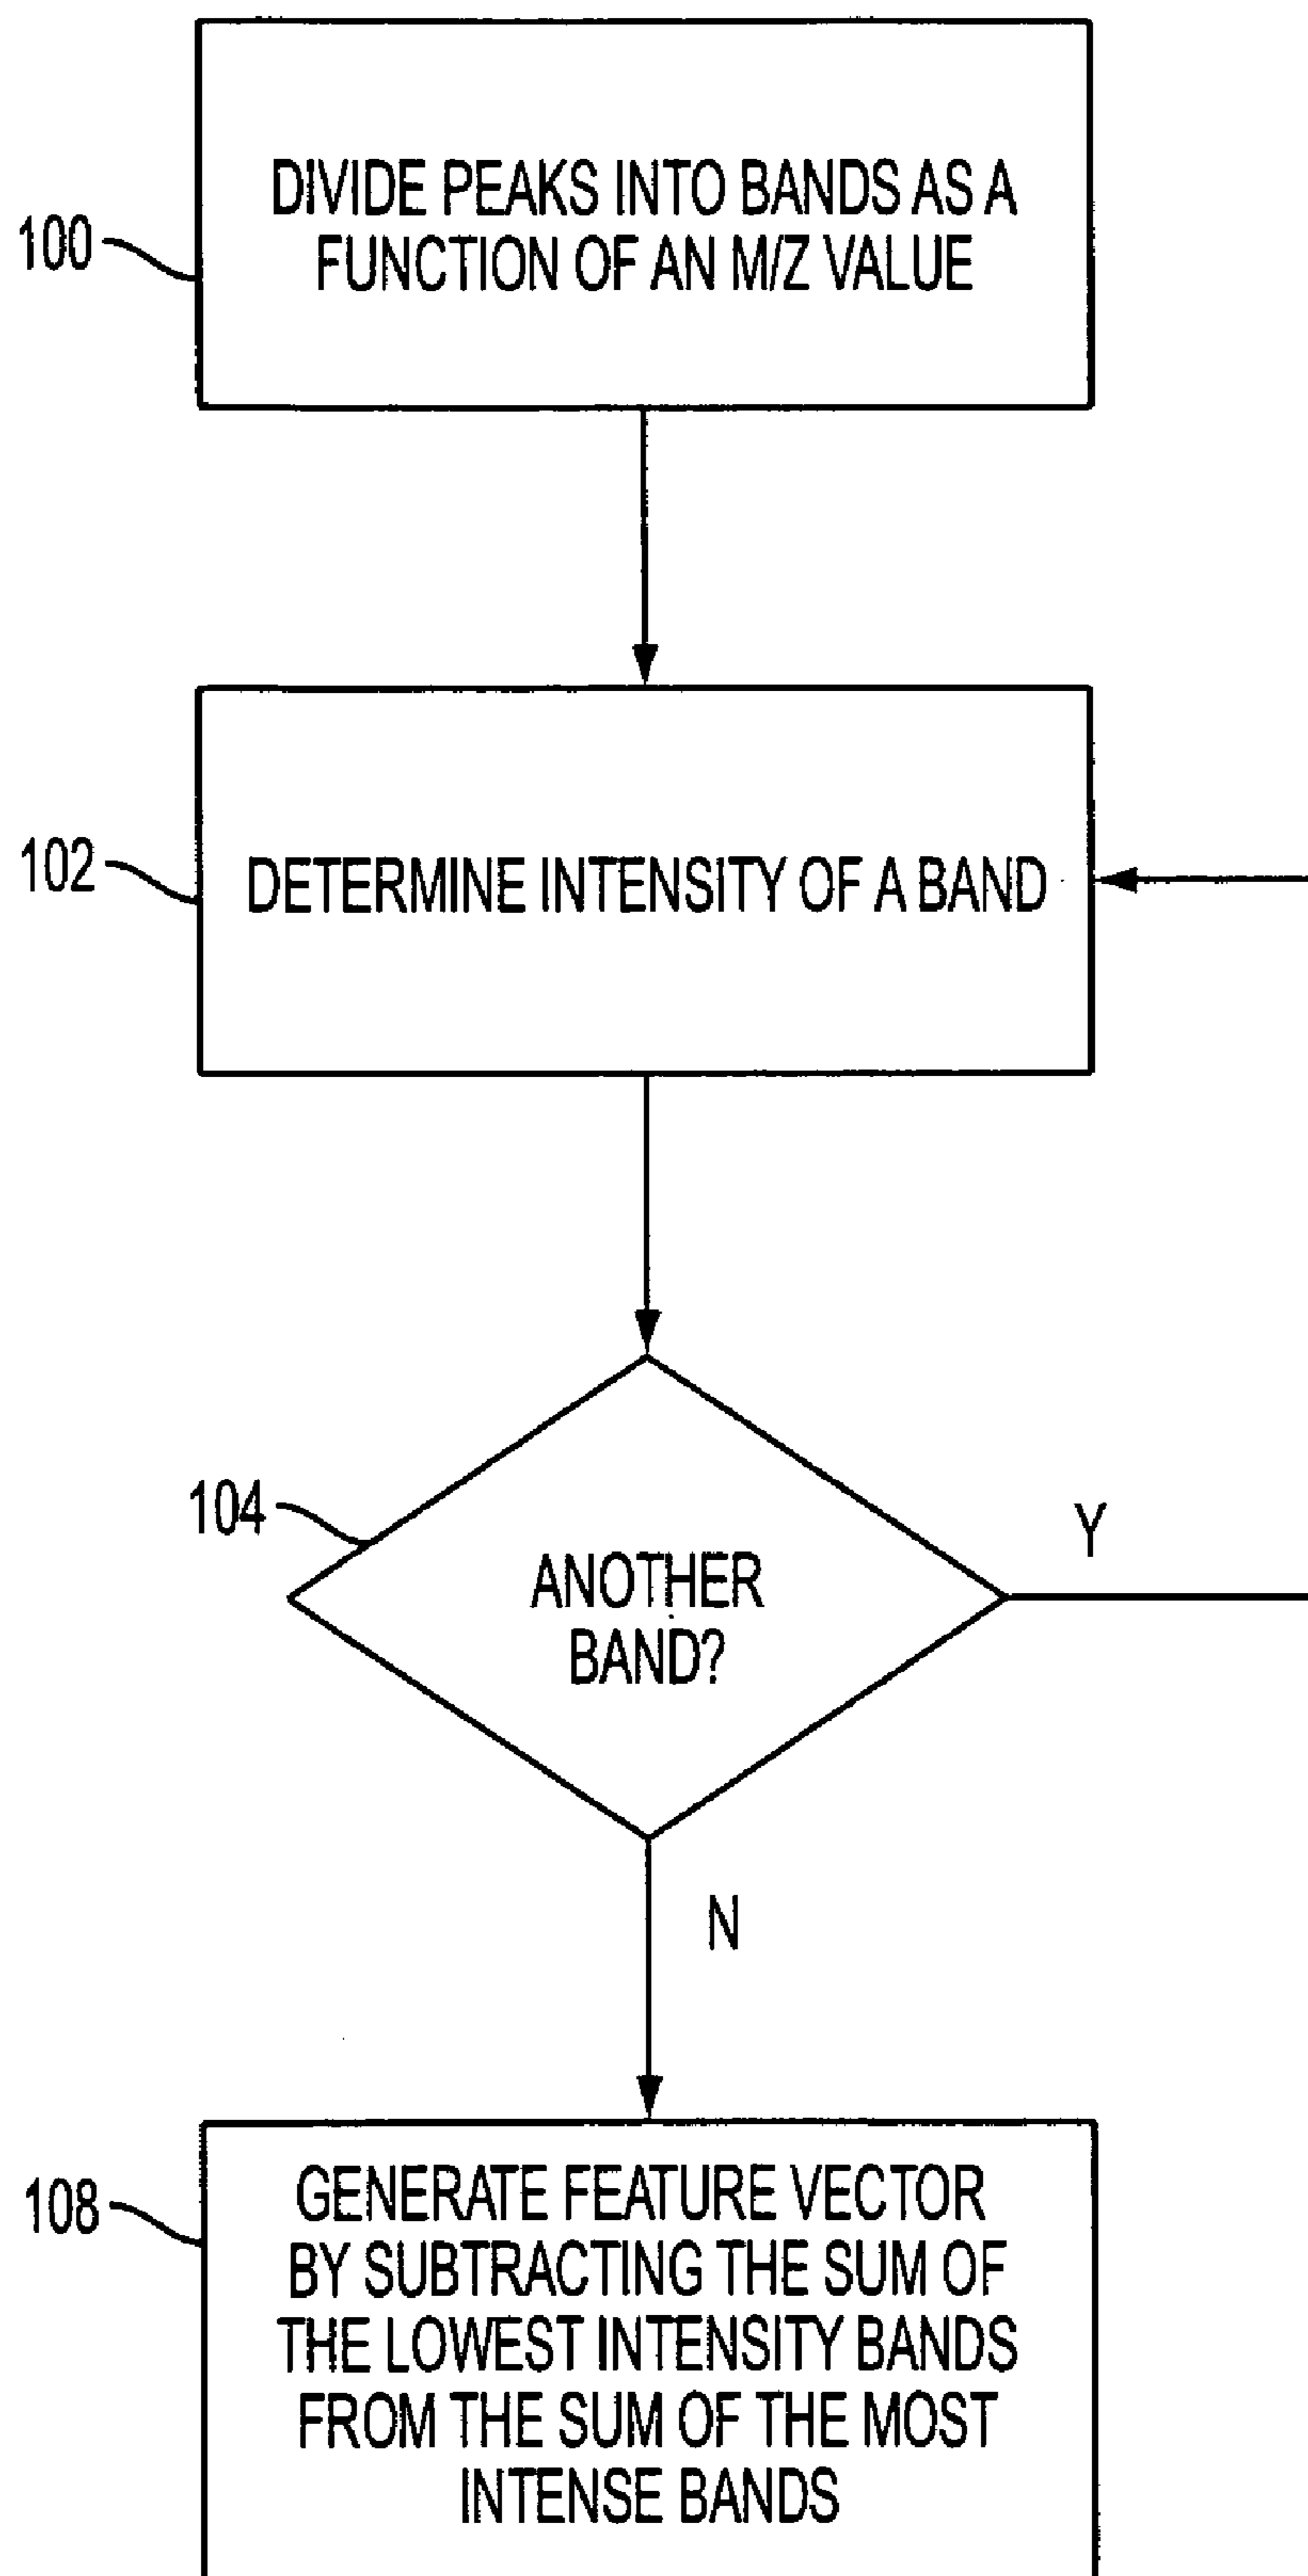 100
DIVIDE PEAKS INTO BANDS AS A
FUNCTION OF AN M/Z VALUE
102
DETERMINE INTENSITY OF A BAND
104
ANOTHER
BAND?
Y
N
108
GENERATE FEATURE VECTOR
BY SUBTRACTING THE SUM OF
THE LOWEST INTENSITY BANDS
FROM THE SUM OF THE MOST
INTENSE BANDS